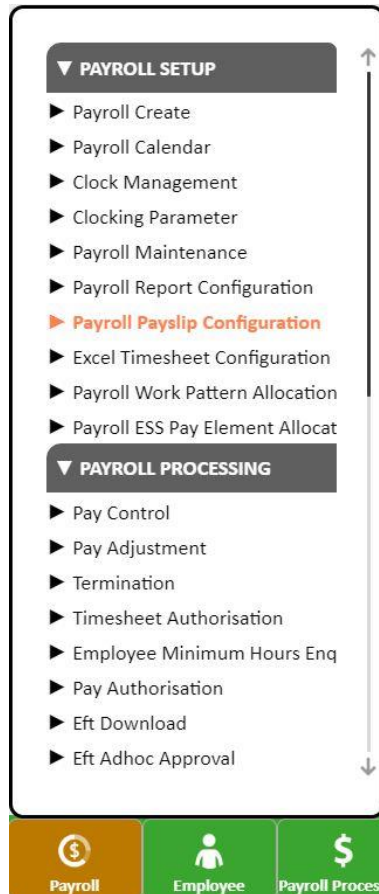 ▼ PAYROLL SETUP
► Payroll Create
► Payroll Calendar
► Clock Management
► Clocking Parameter
► Payroll Maintenance
► Payroll Report Configuration
► Payroll Payslip Configuration
► Excel Timesheet Configuration
► Payroll Work Pattern Allocation
► Payroll ESS Pay Element Allocat
▼ PAYROLL PROCESSING
► Pay Control
► Pay Adjustment
► Termination
► Timesheet Authorisation
► Employee Minimum Hours Enq
► Pay Authorisation
► Eft Download
► Eft Adhoc Approval
Payroll Employee Payroll Proces